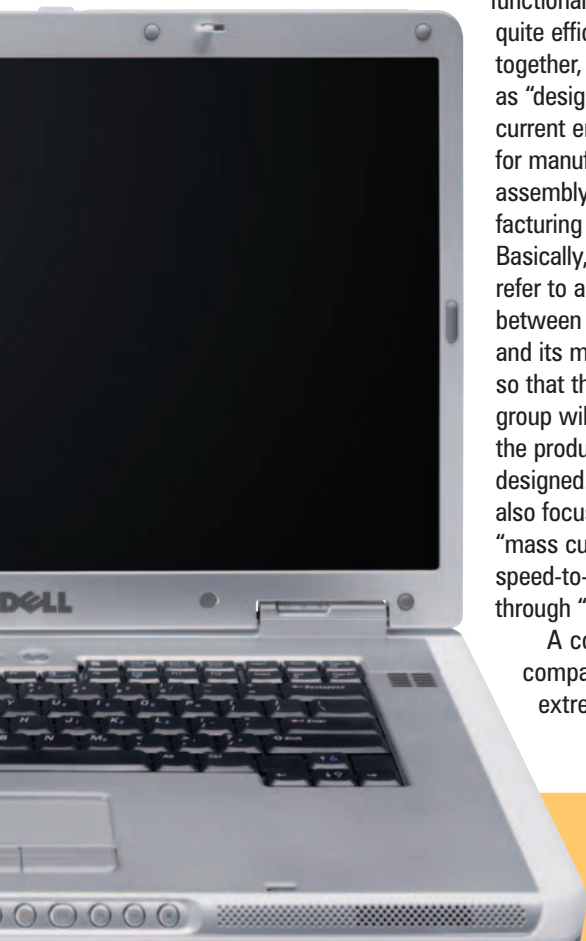 functional
quite effic
together,
as “desig
current en
for manuf
assembly
facturing
Basically,
refer to a
between
and its m
so that th
group wil
the produ
designed
also focus
“mass cu
speed-to-
through “
A co
compa
extre
DELL